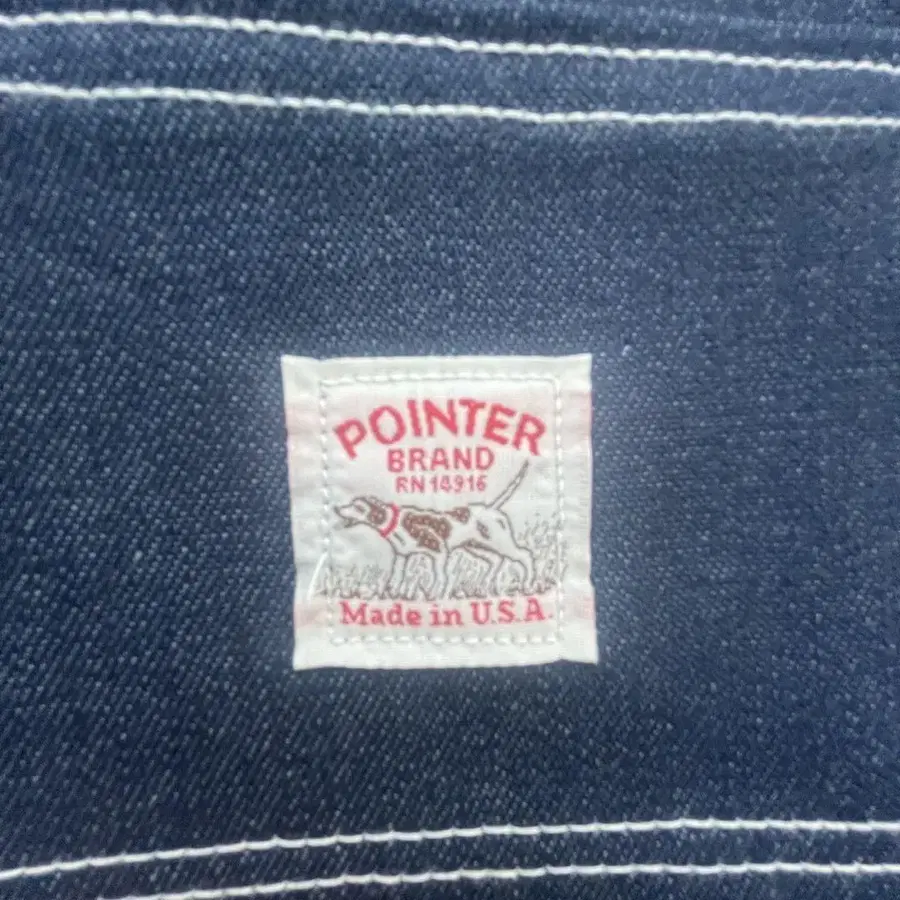 POINTER
BRAND
RN 14916
Made in U.S.A.